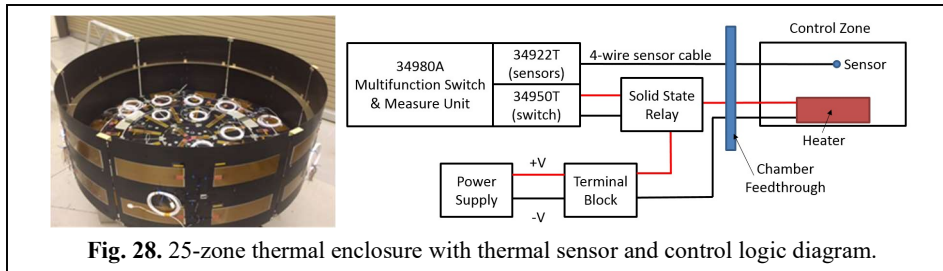 Control Zone
34980A
Multifunction Switch
& Measure Unit
34922T
(sensors)
34950T
(switch)
4-wire sensor cable
Sensor
Solid State
Relay
Heater
Power
Supply
+V
-V
Terminal
Block
Chamber
Feedthrough
Fig. 28. 25-zone thermal enclosure with thermal sensor and control logic diagram.